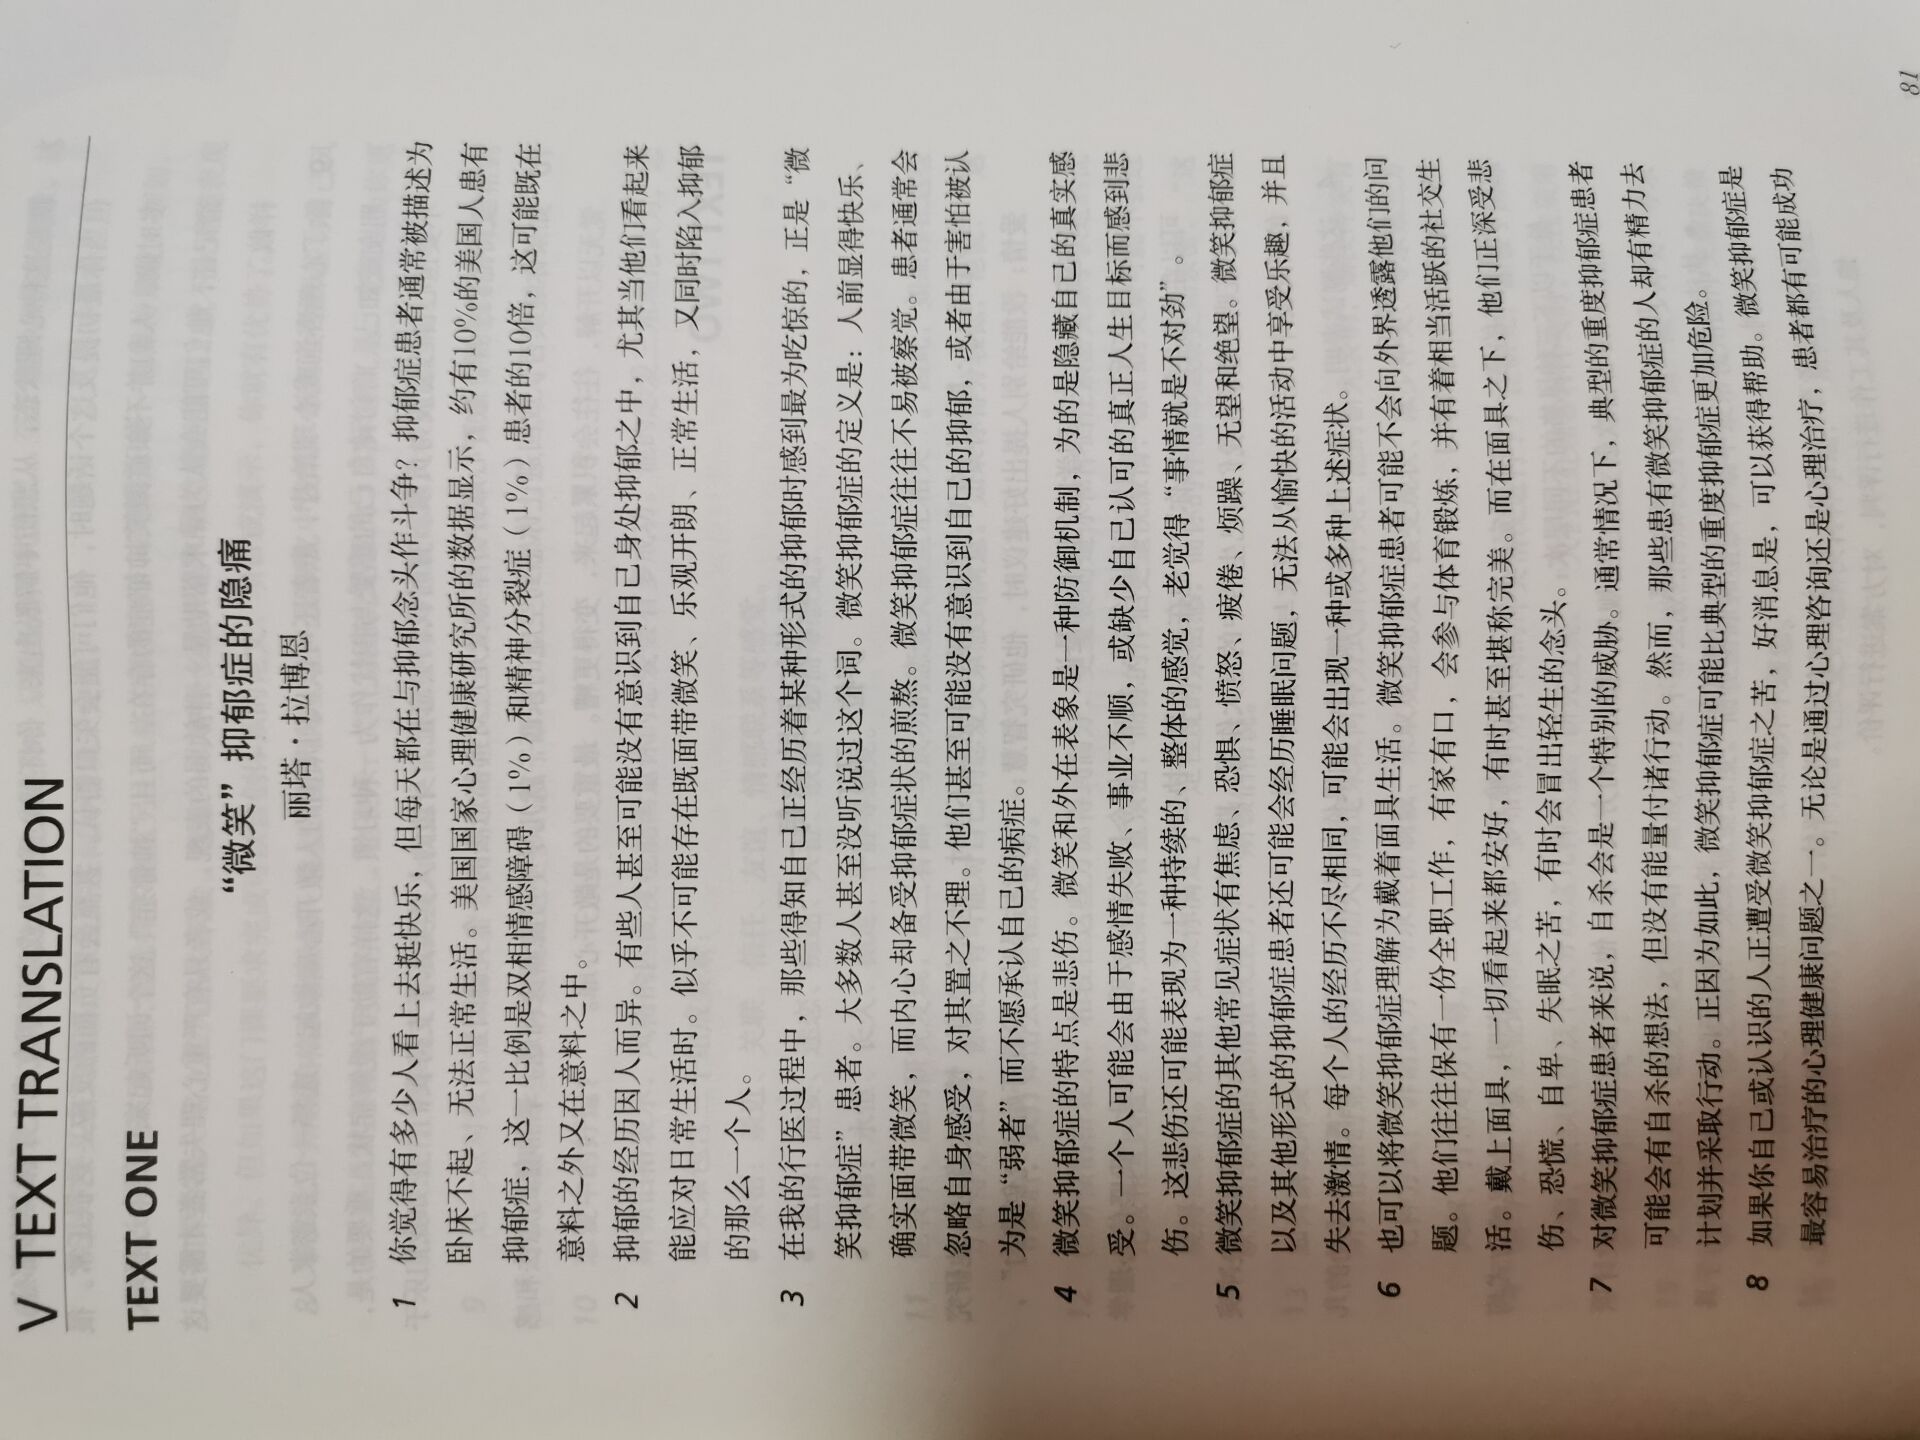 V TEXT TRANSLATION
TEXT ONE
“微笑”抑郁症的隐痛
丽塔·拉博恩
1 你觉得有多少人看上去挺快乐，但每天都在与抑郁念头作斗争？抑郁症患者通常被描述为
卧床不起、无法正常生活。美国国家心理健康研究所的数据显示，约有10%的美国人患有
抑郁症，这一比例是双相情感障碍（1%）和精神分裂症（1%）患者的10倍，这可能既在
意料之外又在意料之中。
2 抑郁的经历因人而异。有些人甚至可能没有意识到自己身处抑郁之中，尤其当他们看起来
能应对日常生活时。似乎不可能存在既面带微笑、乐观开朗、正常生活，又同时陷入抑郁
的那么一个人。
3 在我的行医过程中，那些得知自己正经历着某种形式的抑郁时感到最为吃惊的，正是“微
笑抑郁症”患者。大多数人甚至没听说过这个词。微笑抑郁症的定义是：人前显得快乐、
确实面带微笑，而内心却备受抑郁症状的煎熬。微笑抑郁症往往不易被察觉。患者通常会
忽略自身感受，对其置之不理。他们甚至可能没有意识到自己的抑郁，或者由于害怕被认
为是“弱者”而不愿承认自己的病症。
4 微笑抑郁症的特点是悲伤。微笑和外在表象是一种防御机制，为的是隐藏自己的真实感
受。一个人可能会由于感情失败、事业不顺，或缺少自己认可的真正人生目标而感到悲
伤。这悲伤还可能表现为一种持续的、整体的感觉，老觉得“事情就是不对劲”。
5 微笑抑郁症的其他常见症状有焦虑、恐惧、愤怒、疲倦、烦躁、无望和绝望。微笑抑郁症
以及其他形式的抑郁症患者还可能会经历睡眠问题，无法从愉快的活动中享受乐趣，并且
失去激情。每个人的经历不尽相同，可能会出现一种或多种上述症状。
6 也可以将微笑抑郁症理解为戴着面具生活。微笑抑郁症患者可能不会向外界透露他们的问
题。他们往往保有一份全职工作，有家有口，会参与体育锻炼，并有着相当活跃的社交生
活。戴上面具，一切看起来都安好，有时甚至堪称完美。而在面具之下，他们正深受悲
伤、恐慌、自卑、失眠之苦，有时会冒出轻生的念头。
7 对微笑抑郁症患者来说，自杀会是一个特别的威胁。通常情况下，典型的重度抑郁症患者
可能会有自杀的想法，但没有能量付诸行动。然而，那些患有微笑抑郁症的人却有精力去
计划并采取行动。正因为如此，微笑抑郁症可能比典型的重度抑郁症更加危险。
8 如果你自己或认识的人正遭受微笑抑郁症之苦，好消息是，可以获得帮助。微笑抑郁症是
最容易治疗的心理健康问题之一。无论是通过心理咨询还是心理治疗，患者都有可能成功
81